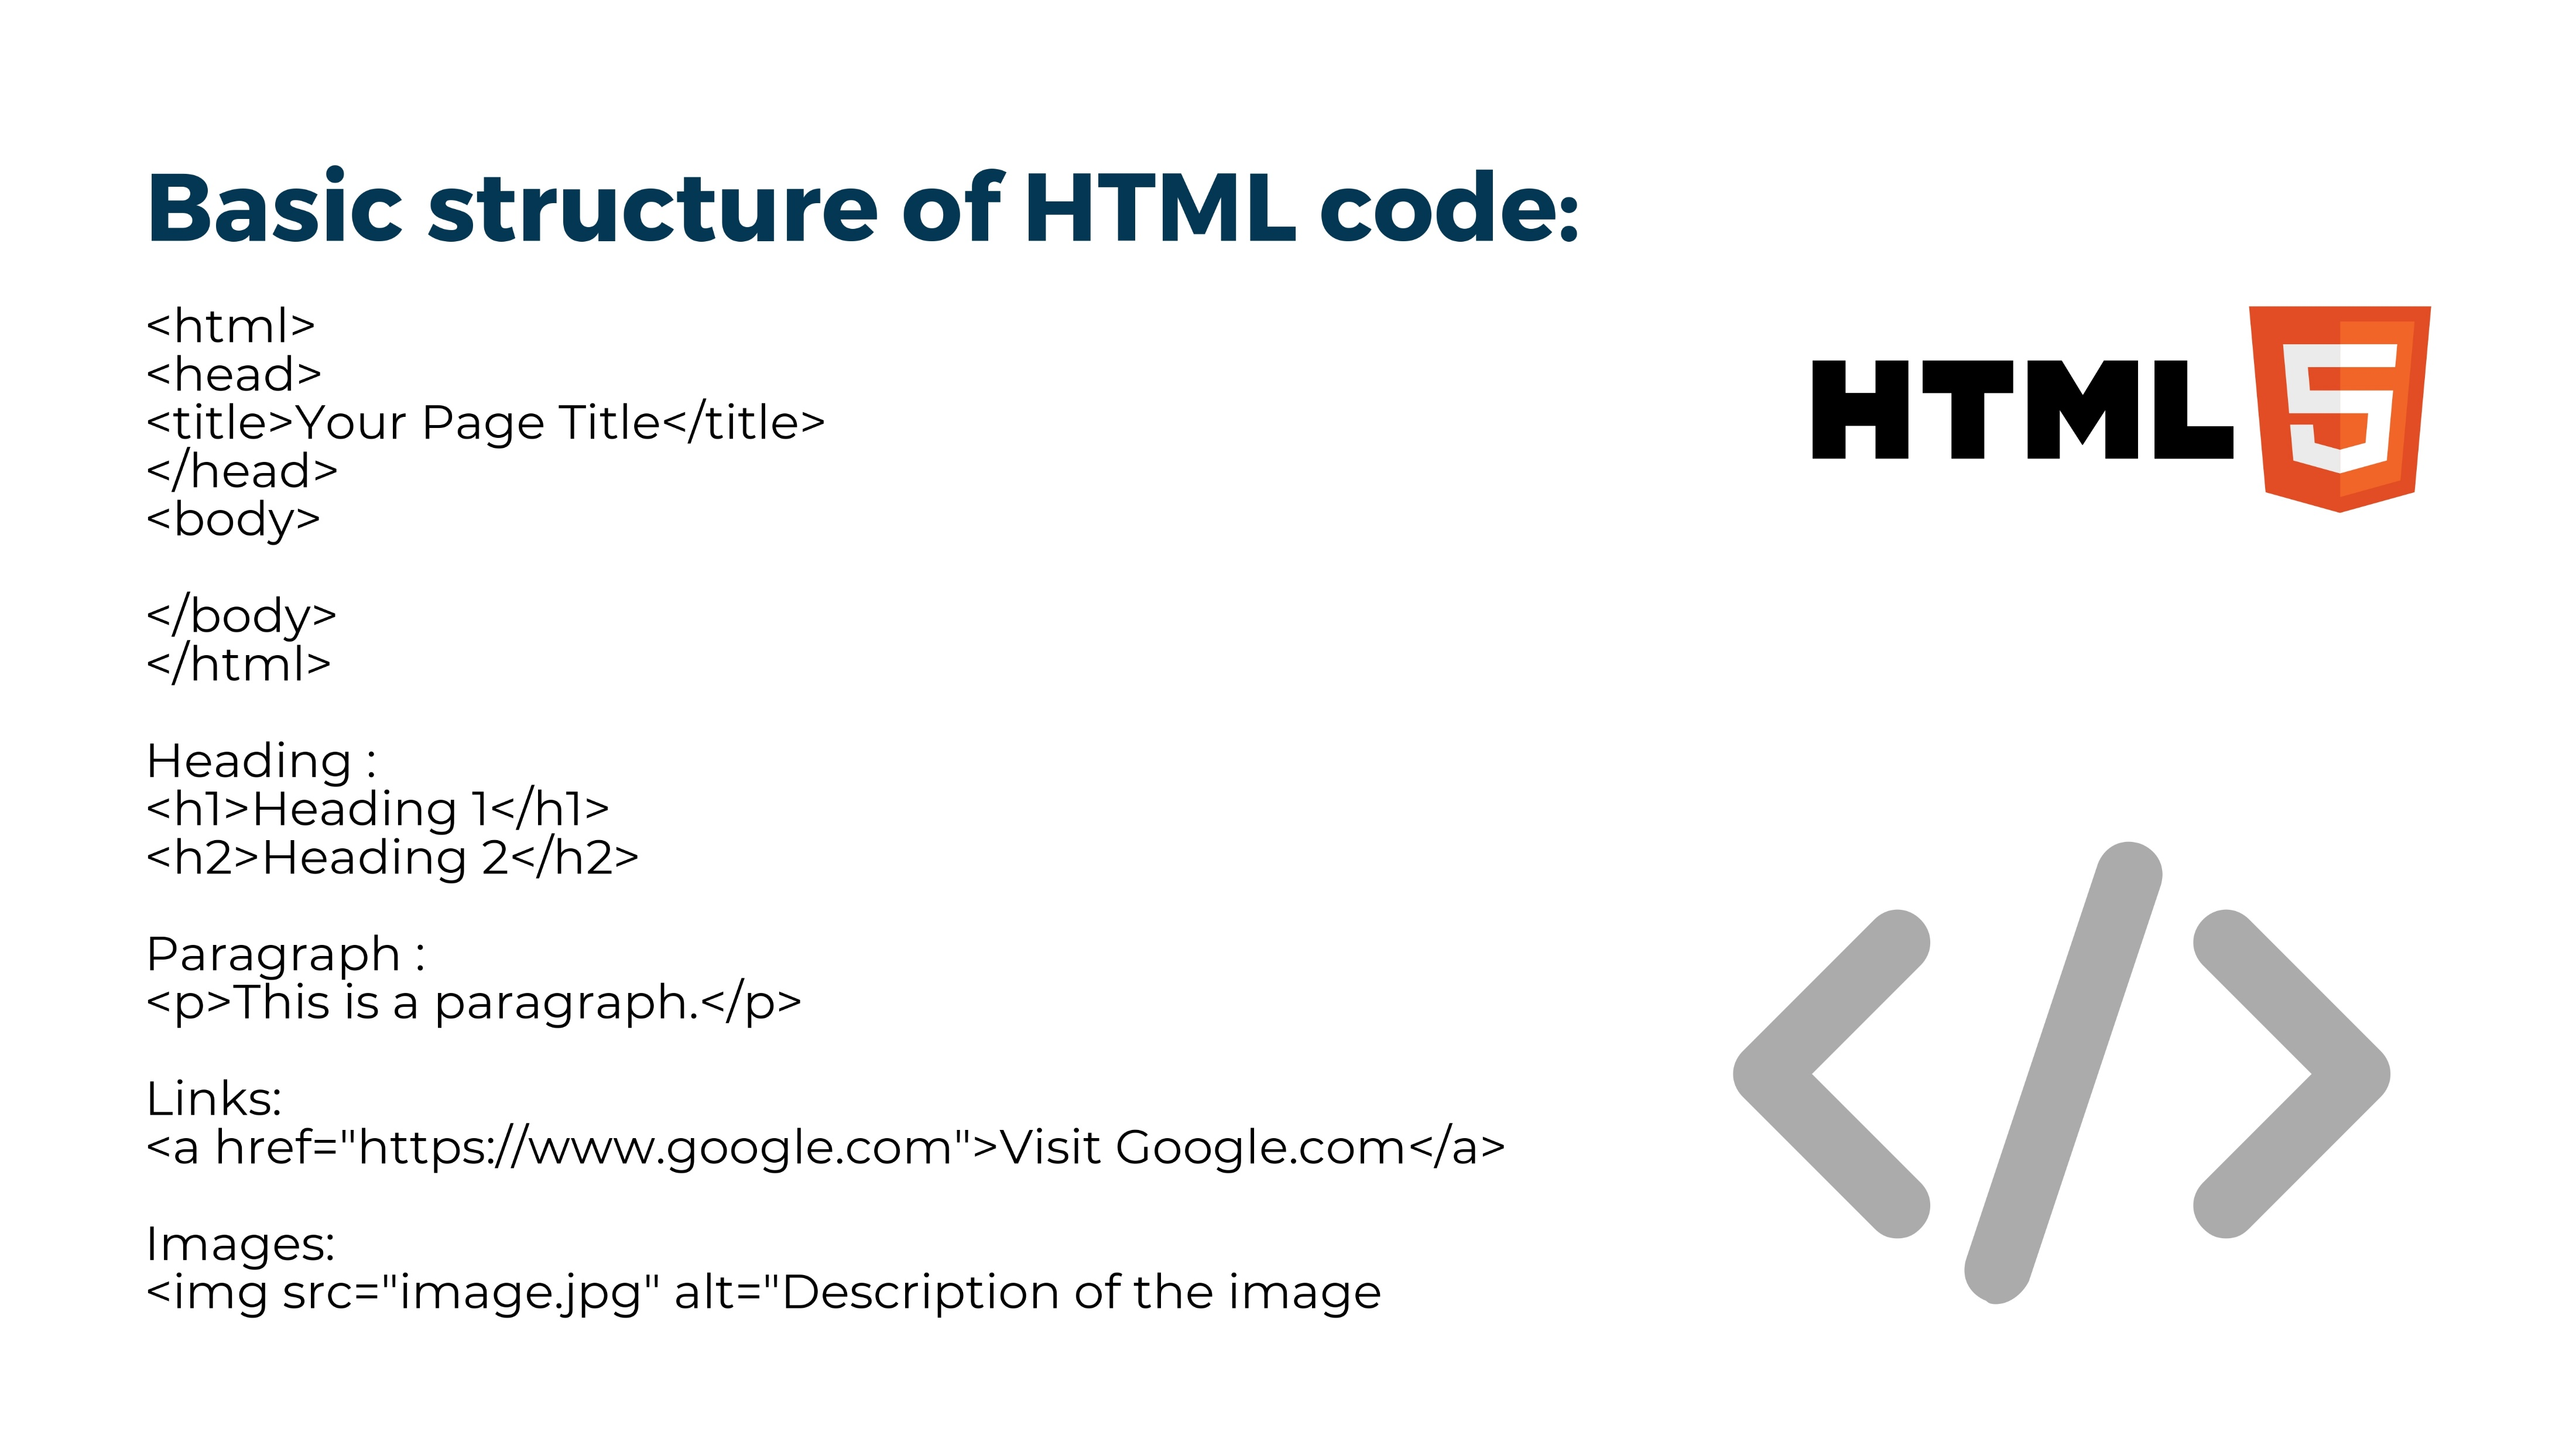 Basic structure of HTML code:
<html>
<head>
<title>Your Page Title</title>
</head>
<body>
</body>
</html>
Heading :
<h1>Heading 1</h1>
<h2>Heading 2</h2>
Paragraph :
<p>This is a paragraph.</p>
Links:
<a href="https://www.google.com">Visit Google.com</a>
Images:
<img src="image.jpg" alt="Description of the image
HTML 5
</>